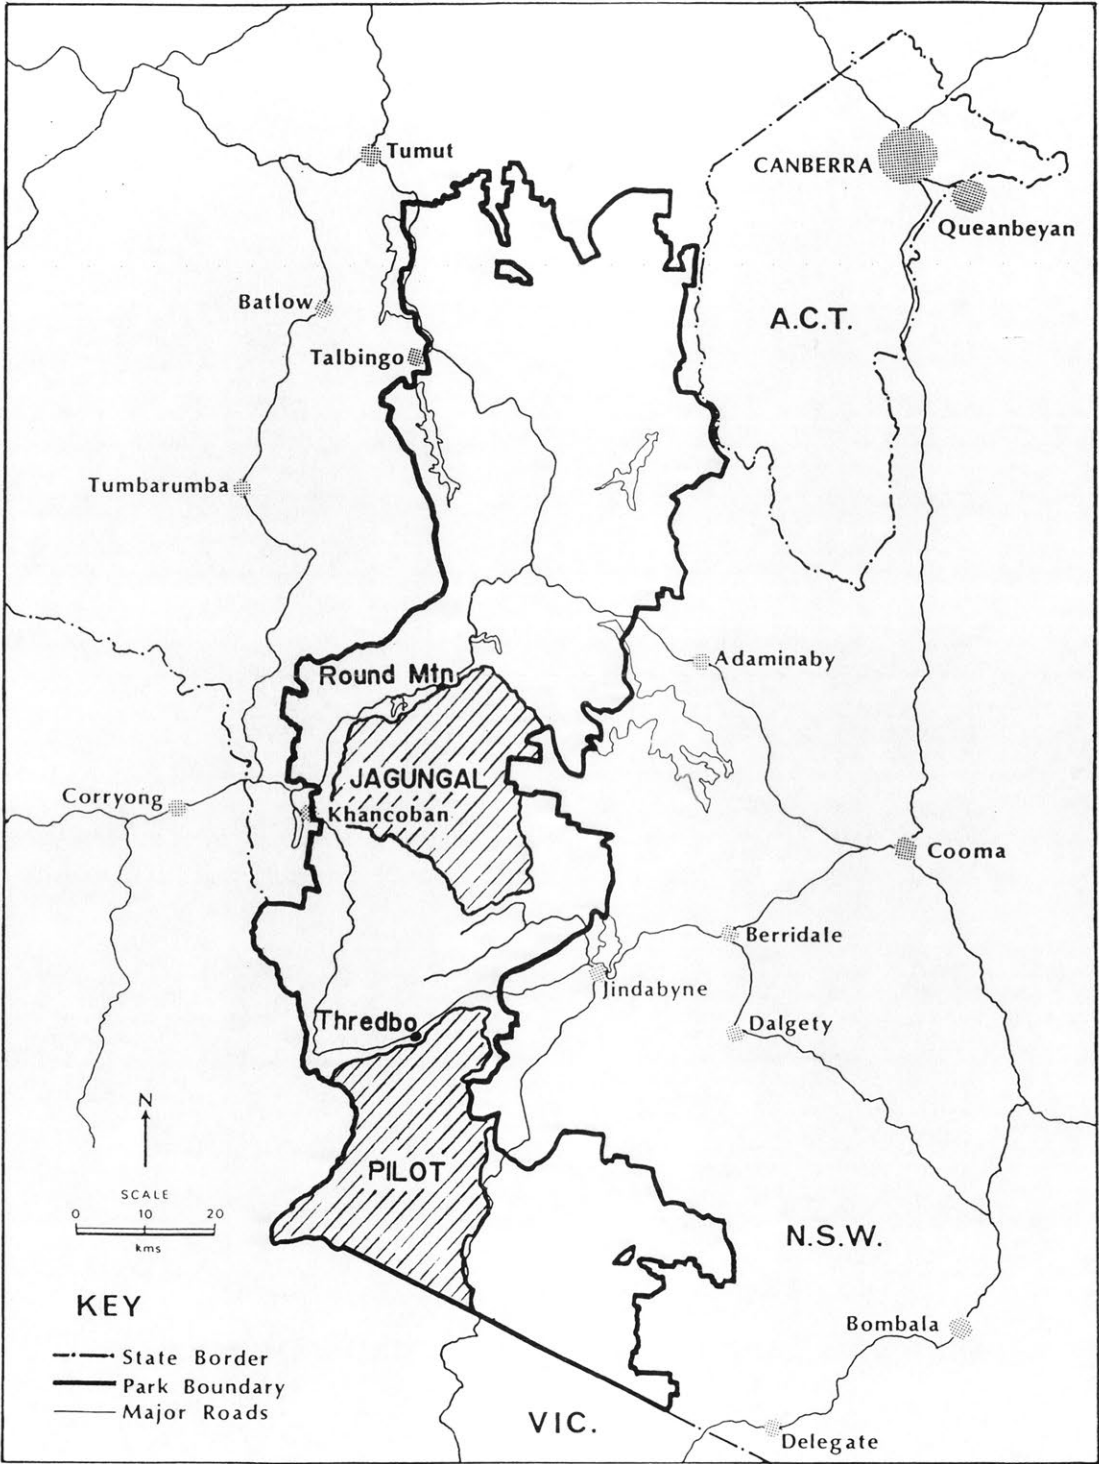 Tumut
CANBERRA
Queanbeyan
Batlow
A.C.T.
Talbingo
Tumbarumba
Adaminaby
Round Mtn.
JAGUNGAL
Corryong
Khancoban
Cooma
Berridale
Jindabyne
Thredbo
Dalgety
N
PILOT
SCALE
0 10 20
kms
N.S.W.
KEY
Bombala
State Border
Park Boundary
Major Roads
VIC.
Delegate